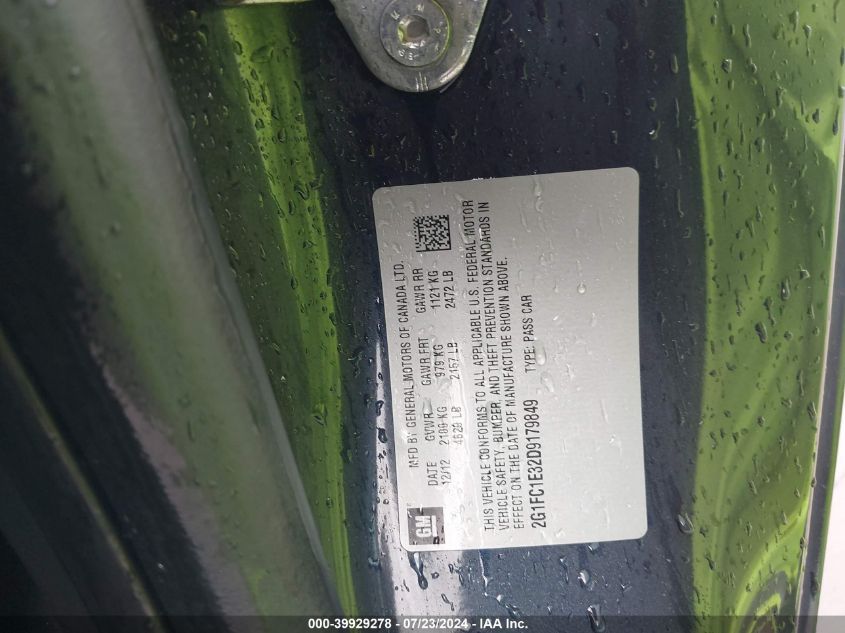 GM
MFD BY GENERAL MOTORS OF CANADA LTD.
DATE GVWR GAWR FRT GAWR RR
12/12 2100 KG 979 KG 1121 KG
4629 LB 2157 LB 2472 LB
THIS VEHICLE CONFORMS TO ALL APPLICABLE U.S. FEDERAL MOTOR
VEHICLE SAFETY, BUMPER, AND THEFT PREVENTION STANDARDS IN
EFFECT ON THE DATE OF MANUFACTURE SHOWN ABOVE.
2G1FC1E32D9179849 TYPE: PASS CAR
000-39929278 - 07/23/2024 - IAA Inc.